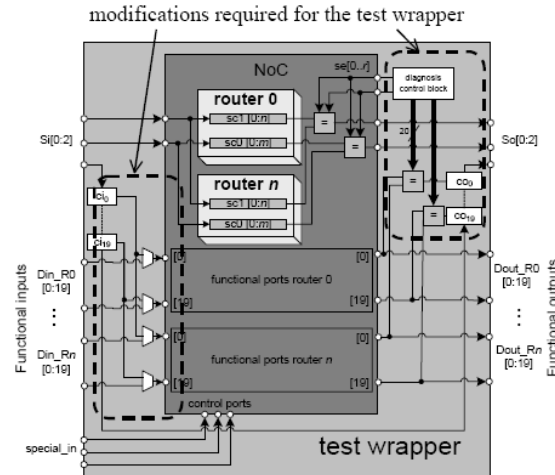 modifications required for the test wrapper
NoC
se[0..r]
diagnosis
control block
router 0
sc1 [0:n]
sc0 [0:m]
=
=
Si[0:2]
So[0:2]
20
router n
sc1 [0:n]
sc0 [0:m]
=
=
ci0
ci19
co0
co19
Functional inputs
Din_R0
[0:19]
Din_Rn
[0:19]
[0]
functional ports router 0
[19]
[0]
[19]
[0]
functional ports router n
[19]
[0]
[19]
Dout_R0
[0:19]
Dout_Rn
[0:19]
Functional outputs
control ports
special_in
test wrapper